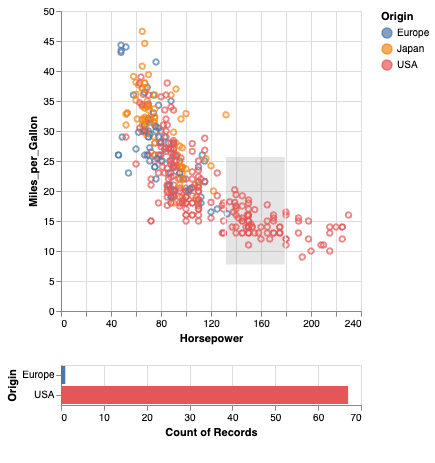 Origin
Europe
Japan
USA
50
45
40
35
30
25
20
15
10
5
0
Miles_per_Gallon
0 40 80 120 160 200 240
Horsepower
Origin
Europe
USA
0 10 20 30 40 50 60 70
Count of Records